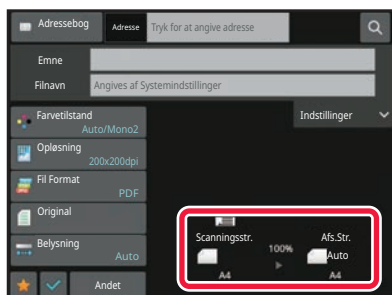 Adressebog
Adresse
Tryk for at angive adresse
Emne
Filnavn
Angives af Systemindstillinger
Indstillinger
Farvetilstand
Auto/Mono2
Opløsning
200x200dpi
Fil Format
PDF
Original
Belysning
Auto
Scanningsstr.
100%
Afs.Str.
Auto
A4
A4
Andet